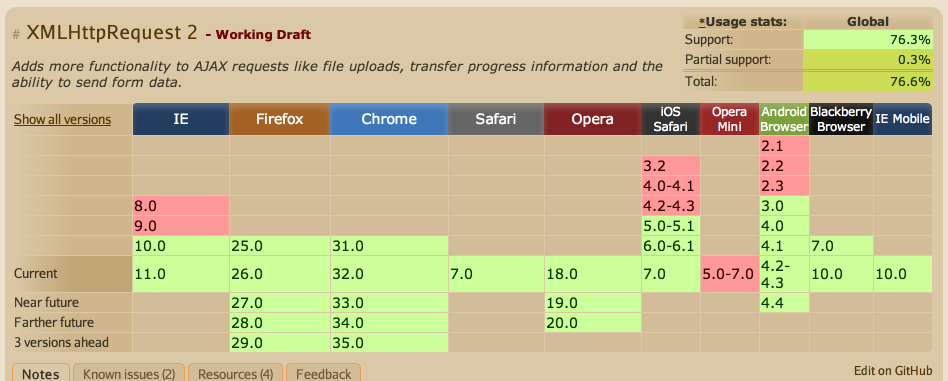 # XMLHttpRequest 2 - Working Draft
*Usage stats: Global
Support: 76.3%
Partial support: 0.3%
Total: 76.6%
Adds more functionality to AJAX requests like file uploads, transfer progress information and the
ability to send form data.
Show all versions IE Firefox Chrome Safari Opera iOS Safari Opera Mini Android Browser Blackberry Browser IE Mobile
2.1
3.2 2.2
4.0-4.1 2.3
8.0 4.2-4.3 3.0
9.0 5.0-5.1 4.0
10.0 25.0 31.0 6.0-6.1 4.1 7.0
Current 11.0 26.0 32.0 7.0 18.0 7.0 5.0-7.0 4.2-4.3 10.0 10.0
Near future 27.0 33.0 19.0 4.4
Farther future 28.0 34.0 20.0
3 versions ahead 29.0 35.0
Notes Known issues (2) Resources (4) Feedback Edit on GitHub